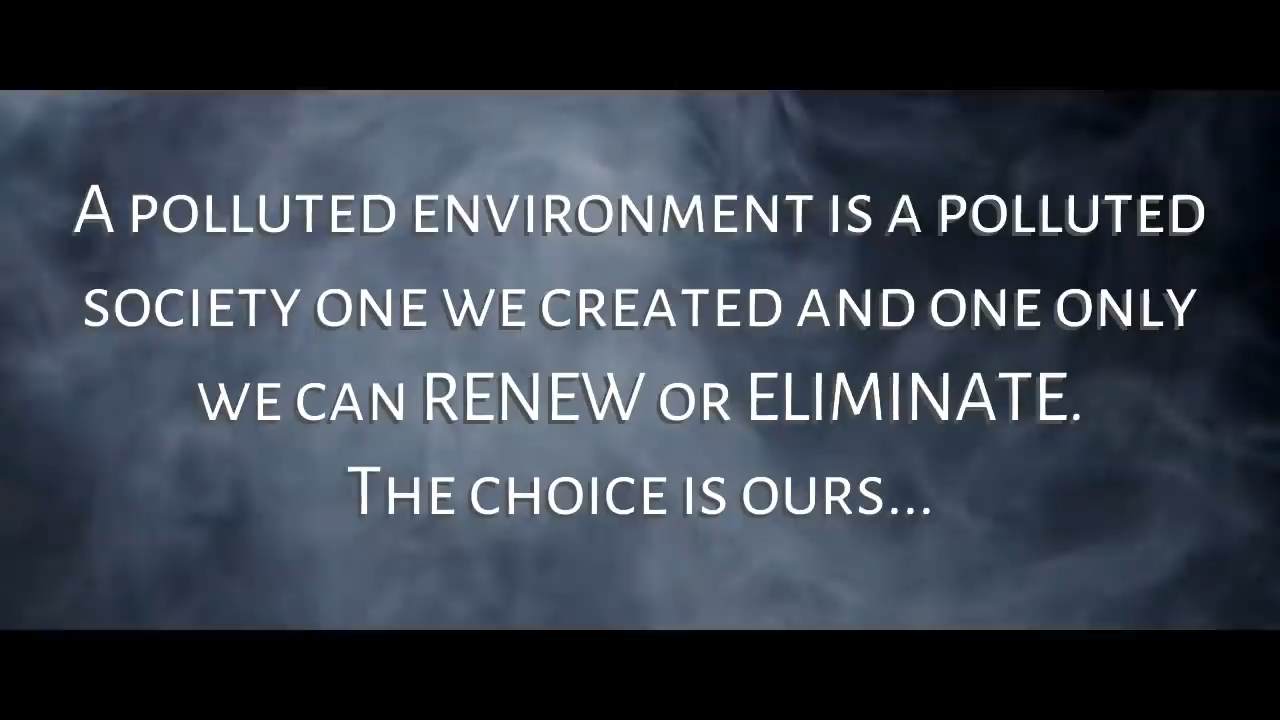 A POLLUTED ENVIRONMENT IS A POLLUTED
SOCIETY ONE WE CREATED AND ONE ONLY
WE CAN RENEW OR ELIMINATE.
THE CHOICE IS OURS...